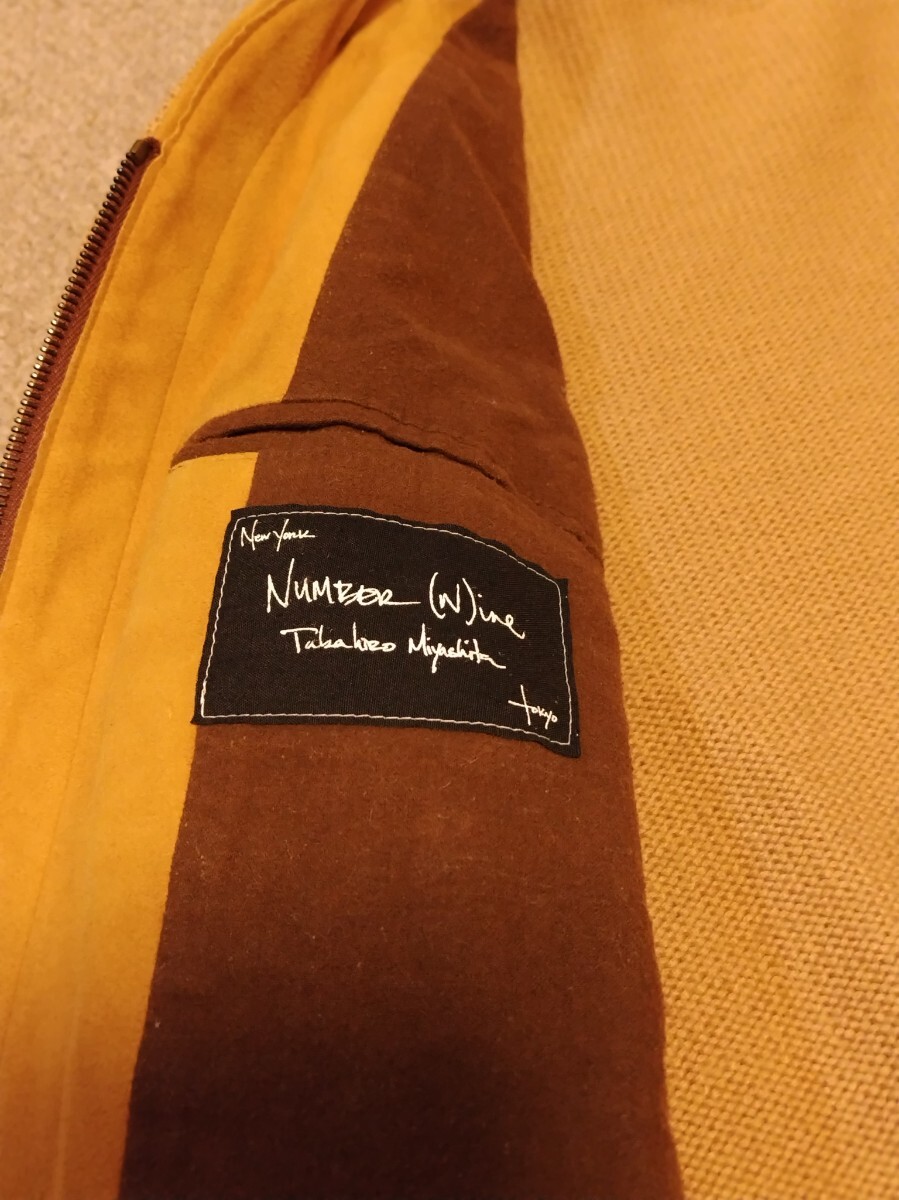 New York
NUMBER (N)ine
Takahiro Miyashita
tokyo